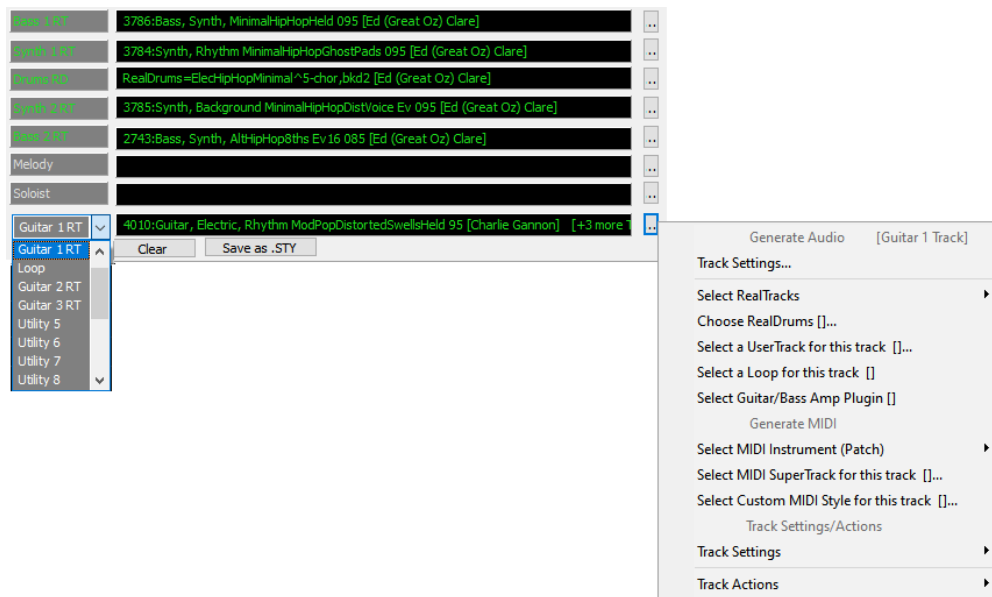 Bass 1 RT 3786:Bass, Synth, MinimalHipHopHeld 095 [Ed (Great Oz) Clare] ..
Synth 1 RT 3784:Synth, Rhythm MinimalHipHopGhostPads 095 [Ed (Great Oz) Clare] ..
Drums RD RealDrums=ElecHipHopMinimal^5-chor,bkd2 [Ed (Great Oz) Clare] ..
Synth 2 RT 3785:Synth, Background MinimalHipHopDistVoice Ev 095 [Ed (Great Oz) Clare] ..
Bass 2 RT 2743:Bass, Synth, AltHipHop8ths Ev16 085 [Ed (Great Oz) Clare] ..
Melody ..
Soloist ..
Guitar 1 RT 4010:Guitar, Electric, Rhythm ModPopDistortedSwellsHeld 95 [Charlie Gannon] [+3 more T ..
Clear Save as .STY
Guitar 1 RT
Loop
Guitar 2 RT
Guitar 3 RT
Utility 5
Utility 6
Utility 7
Utility 8
Generate Audio [Guitar 1 Track]
Track Settings...
Select RealTracks
Choose RealDrums []...
Select a UserTrack for this track []...
Select a Loop for this track []
Select Guitar/Bass Amp Plugin []
Generate MIDI
Select MIDI Instrument (Patch)
Select MIDI SuperTrack for this track []...
Select Custom MIDI Style for this track []...
Track Settings/Actions
Track Settings
Track Actions